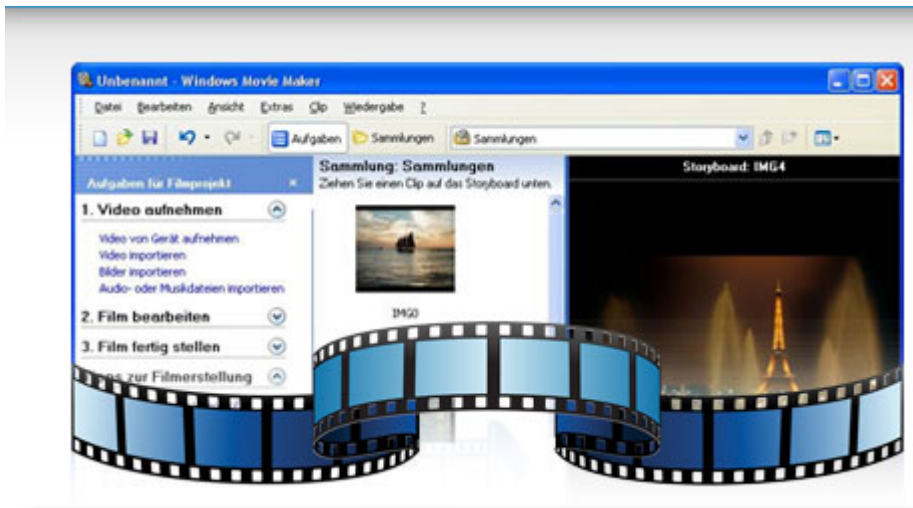 Unbenannt - Windows Movie Maker
Datei Bearbeiten Ansicht Extras Clip Wiedergabe ?
Aufgaben Sammlungen Sammlungen
Aufgaben für Filmprojekt
1. Video aufnehmen
Video von Gerät aufnehmen
Video importieren
Bilder importieren
Audio- oder Musikdateien importieren
2. Film bearbeiten
3. Film fertig stellen
zur Filmerstellung
Sammlung: Sammlungen
Ziehen Sie einen Clip auf das Storyboard unten.
IMG0
Storyboard: IMG4